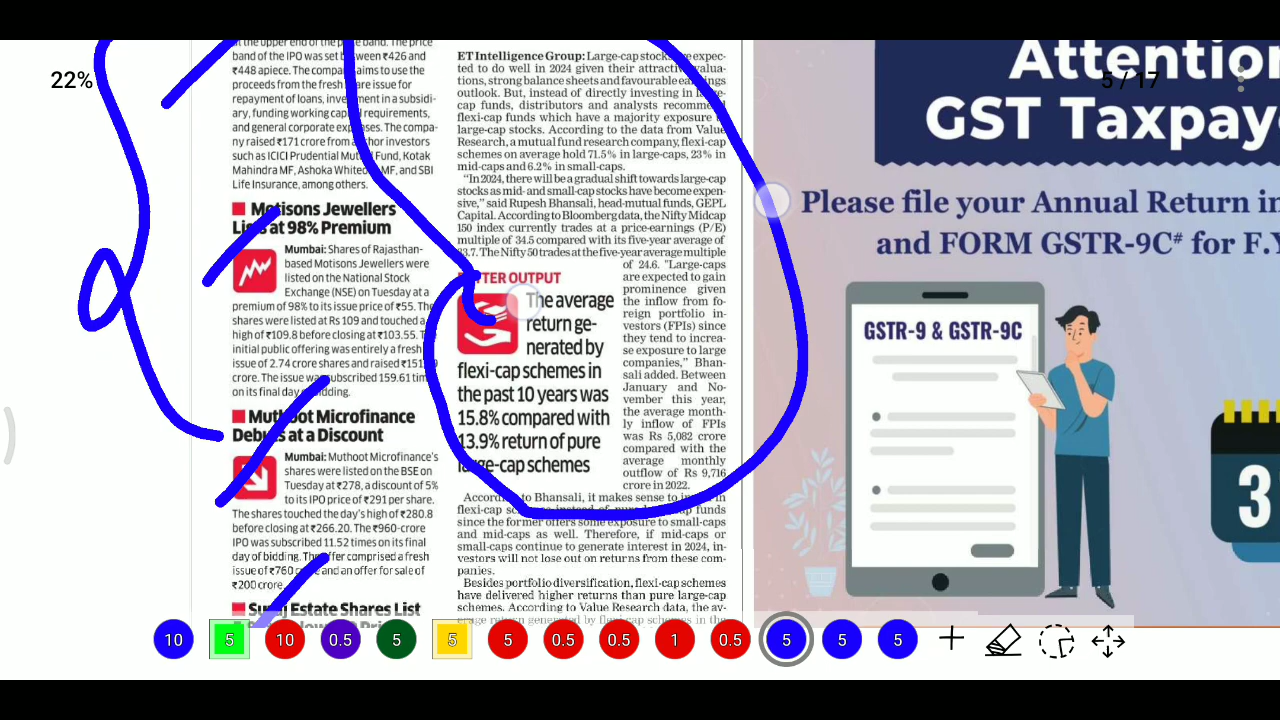 22%
5 / 17
at the upper end of the price band. The price
band of the IPO was set between ₹426 and
₹448 apiece. The company aims to use the
proceeds from the fresh share issue for
repayment of loans, investment in a subsidi-
ary, funding working capital requirements,
and general corporate expenses. The compa-
ny raised ₹171 crore from anchor investors
such as ICICI Prudential Mutual Fund, Kotak
Mahindra MF, Ashoka Whiteoak MF, and SBI
Life Insurance, among others.
Motisons Jewellers
Lists at 98% Premium
Mumbai: Shares of Rajasthan-
based Motisons Jewellers were
listed on the National Stock
Exchange (NSE) on Tuesday at a
premium of 98% to its issue price of ₹55. The
shares were listed at Rs 109 and touched a
high of ₹109.8 before closing at ₹103.55. The
initial public offering was entirely a fresh
issue of 2.74 crore shares and raised
crore. The issue was subscribed 159.61 times
on its final day of bidding.
Muthoot Microfinance
Debuts at a Discount
Mumbai: Muthoot Microfinance's
shares were listed on the BSE on
Tuesday at ₹278, a discount of 5%
to its IPO price of ₹291 per share.
The shares touched the day's high of ₹280.8
before closing at ₹266.20. The ₹960-crore
IPO was subscribed 11.52 times on its final
day of bidding. The offer comprised a fresh
issue of ₹760 crore and an offer for sale of
₹200 crore.
Suraj Estate Shares List
ET Intelligence Group: Large-cap stocks are expec-
ted to do well in 2024 given their attractive valua-
tions, strong balance sheets and favourable earnings
outlook. But, instead of directly investing in large-
cap funds, distributors and analysts recommend
flexi-cap funds which have a majority exposure to
large-cap stocks. According to the data from Value
Research, a mutual fund research company, flexi-cap
schemes on average hold 71.5% in large-caps, 23% in
mid-caps and 6.2% in small-caps.
"In 2024, there will be a gradual shift towards large-cap
stocks as mid- and small-cap stocks have become expen-
sive," said Rupesh Bhansali, head-mutual funds, GEPL
Capital. According to Bloomberg data, the Nifty Midcap
150 index currently trades at a price-earnings (P/E)
multiple of 34.5 compared with its five-year average of
The Nifty 50 trades at the five-year average multiple
of 24.6. "Large-caps
are expected to gain
prominence given
the inflow from fo-
reign portfolio in-
vestors (FPIs) since
they tend to increa-
se exposure to large
companies," Bhan-
sali added. Between
January and No-
vember this year,
the average month-
ly inflow of FPIs
was Rs 5,082 crore
compared with the
average monthly
outflow of Rs 9,716
crore in 2022.
OUTPUT
The average
return ge-
nerated by
flexi-cap schemes in
the past 10 years was
15.8% compared with
13.9% return of pure
large-cap schemes
According to Bhansali, it makes sense to invest in
flexi-cap schemes instead of pure large-cap funds
since the former offers some exposure to small-caps
and mid-caps as well. Therefore, if mid-caps or
small-caps continue to generate interest in 2024, in-
vestors will not lose out on returns from these com-
panies.
Besides portfolio diversification, flexi-cap schemes
have delivered higher returns than pure large-cap
schemes. According to Value Research data, the av-
erage return generated by flexi-cap schemes in the
Attention
GST Taxpay
Please file your Annual Return in
and FORM GSTR-9C# for F.Y
GSTR-9 & GSTR-9C
3
10 5 10 0.5 5 5 5 0.5 0.5 1 0.5 5 5 5